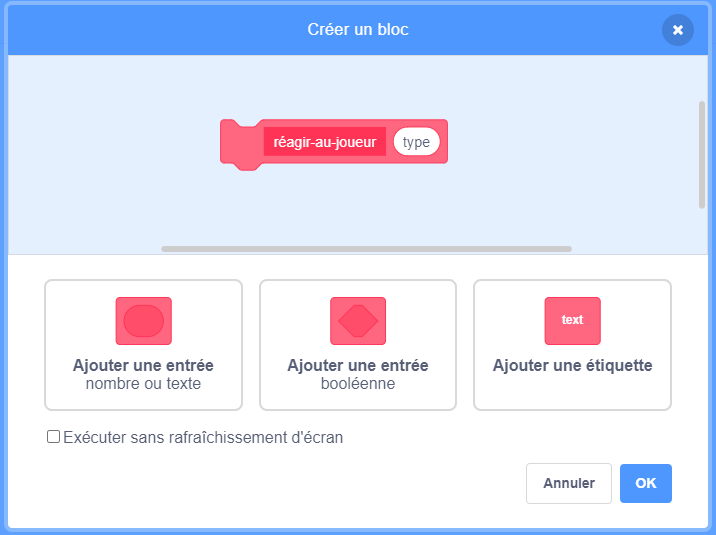 Créer un bloc
réagir-au-joueur type
text
Ajouter une entrée
nombre ou texte
Ajouter une entrée
booléenne
Ajouter une étiquette
Exécuter sans rafraîchissement d'écran
Annuler OK